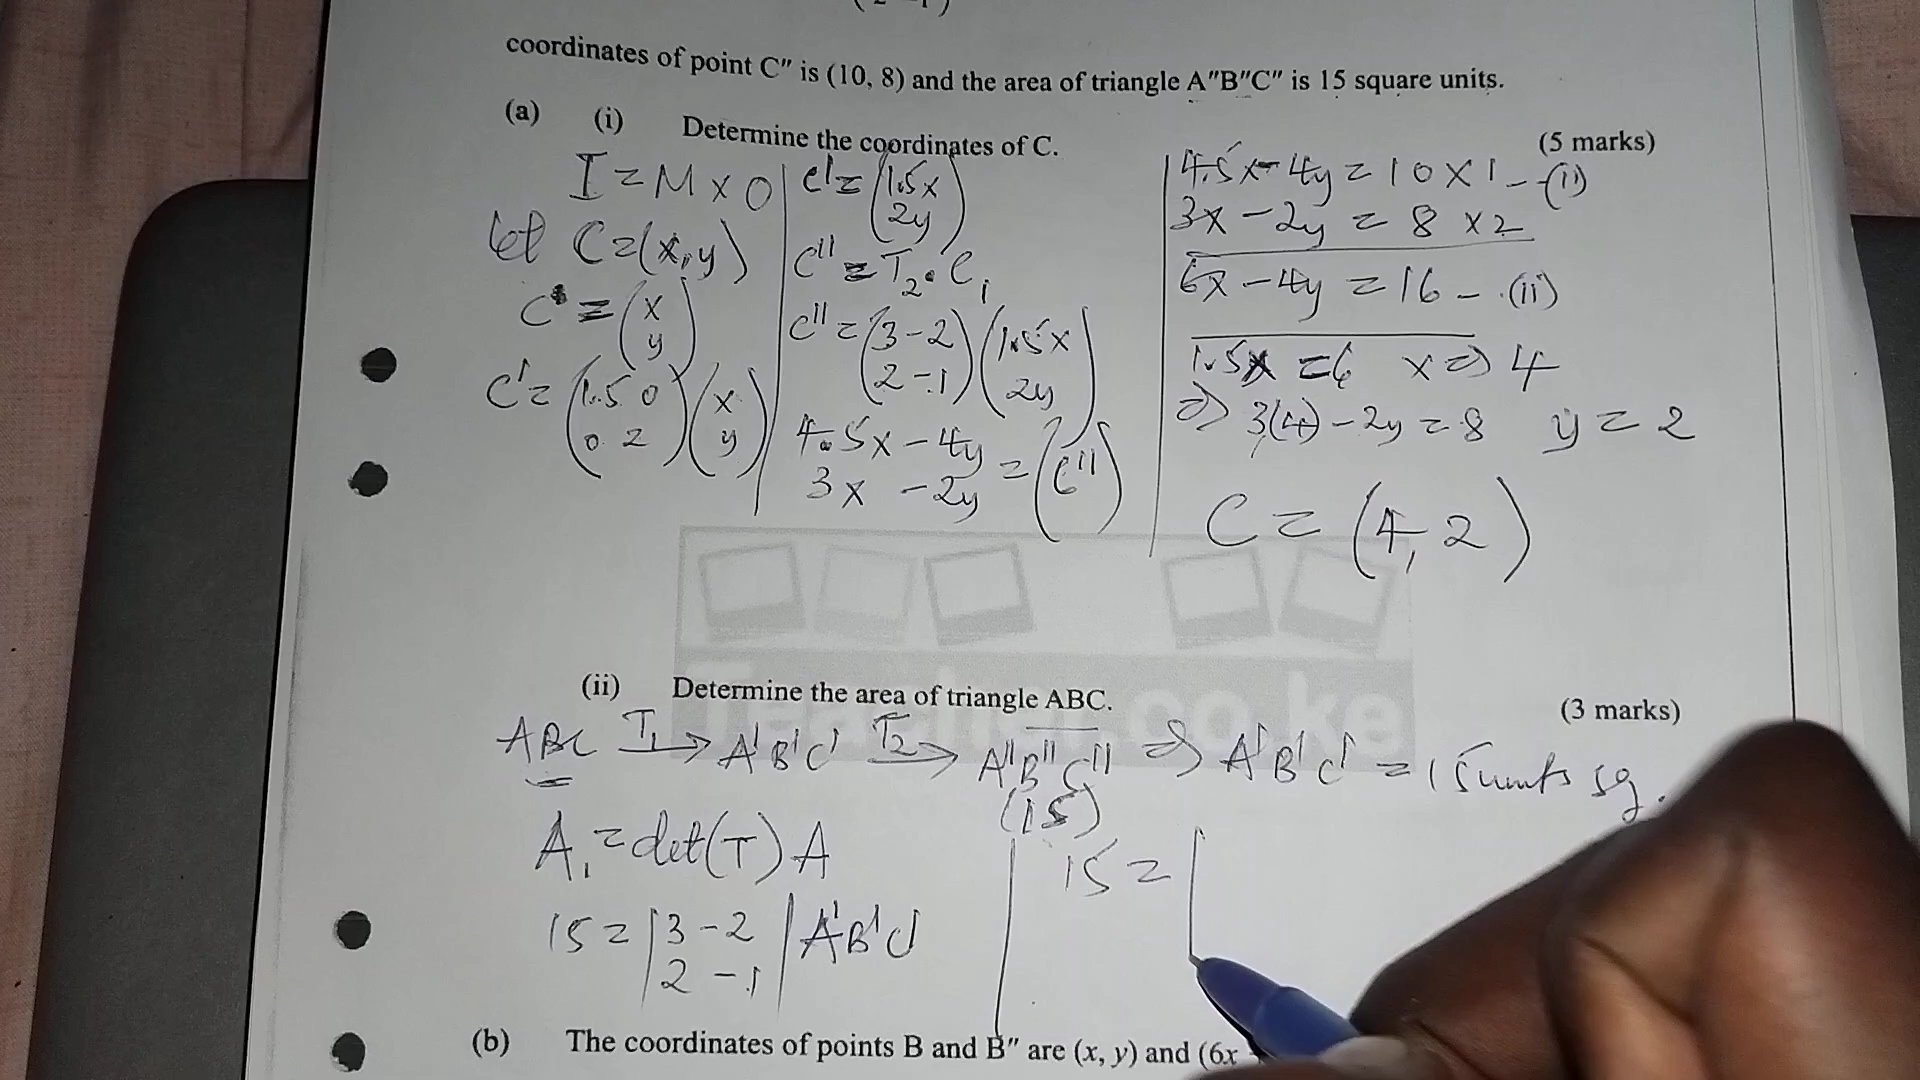 coordinates of point C″ is (10, 8) and the area of triangle A″B″C″ is 15 square units.
(a) (i) Determine the coordinates of C. (5 marks)
I = M x O
let C = (x, y)
C = (x
y)
C' = (1.5 0
0 2) (x
y)
C' = (1.5x
2y)
C'' = T2 . C1
C'' = (3 -2
2 -1) (1.5x
2y)
4.5x - 4y
3x - 2y = (C'')
4.5x - 4y = 10 x 1 - (i)
3x - 2y = 8 x 2
6x - 4y = 16 - (ii)
1.5x = 6 x => 4
=> 3(4) - 2y = 8 y = 2
C = (4, 2)
(ii) Determine the area of triangle ABC. (3 marks)
ABC T1 → A'B'C' T2 → A''B''C'' => A'B'C' = 15 units sq.
(15)
A1 = det(T) A
15 = |3 -2
2 -1| A'B'C'
15 = |
(b) The coordinates of points B and B″ are (x, y) and (6x